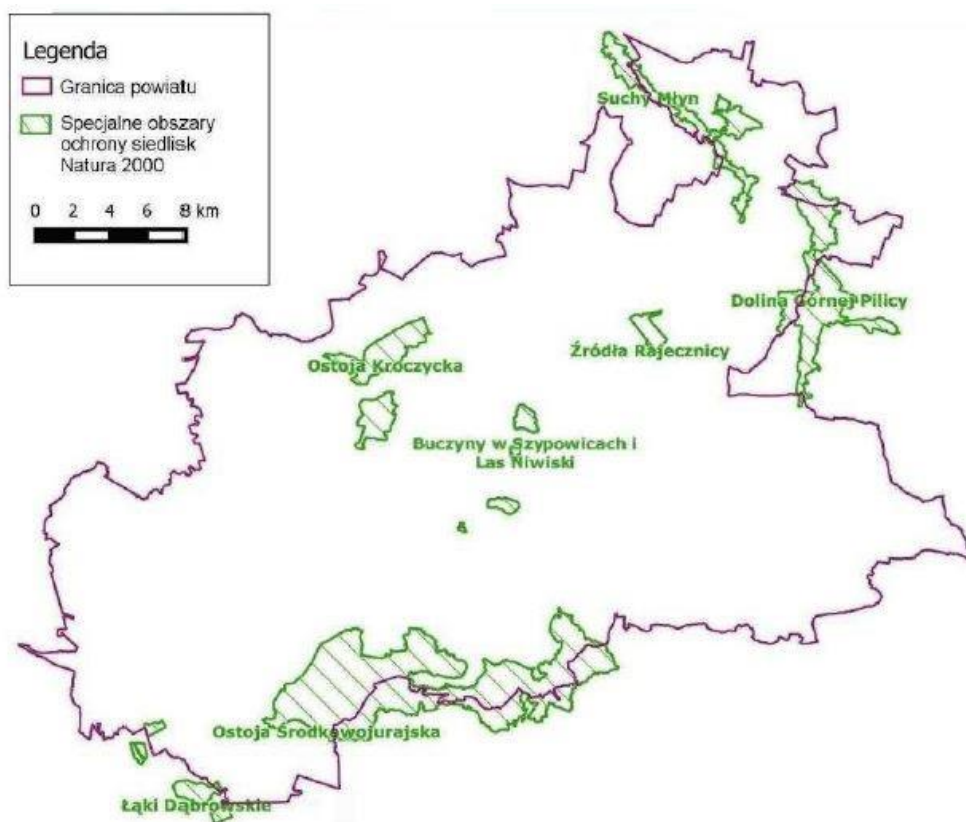 Legenda
Granica powiatu
Specjalne obszary
ochrony siedlisk
Natura 2000
0 2 4 6 8 km
Suchy Młyn
Dolina Górnej Pilicy
Źródła Rajecznicy
Ostoja Kroczycka
Buczyny w Szypowicach i
Las Niwiski
Ostoja Środkowojurajska
Łąki Dąbrowskie